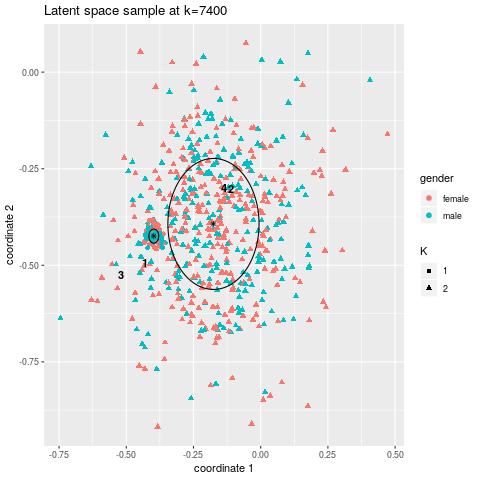 Latent space sample at k=7400
coordinate 2
0.00
-0.25
-0.50
-0.75
42
1
3
-0.75
-0.50
-0.25
0.00
0.25
0.50
coordinate 1
gender
female
male
K
1
2